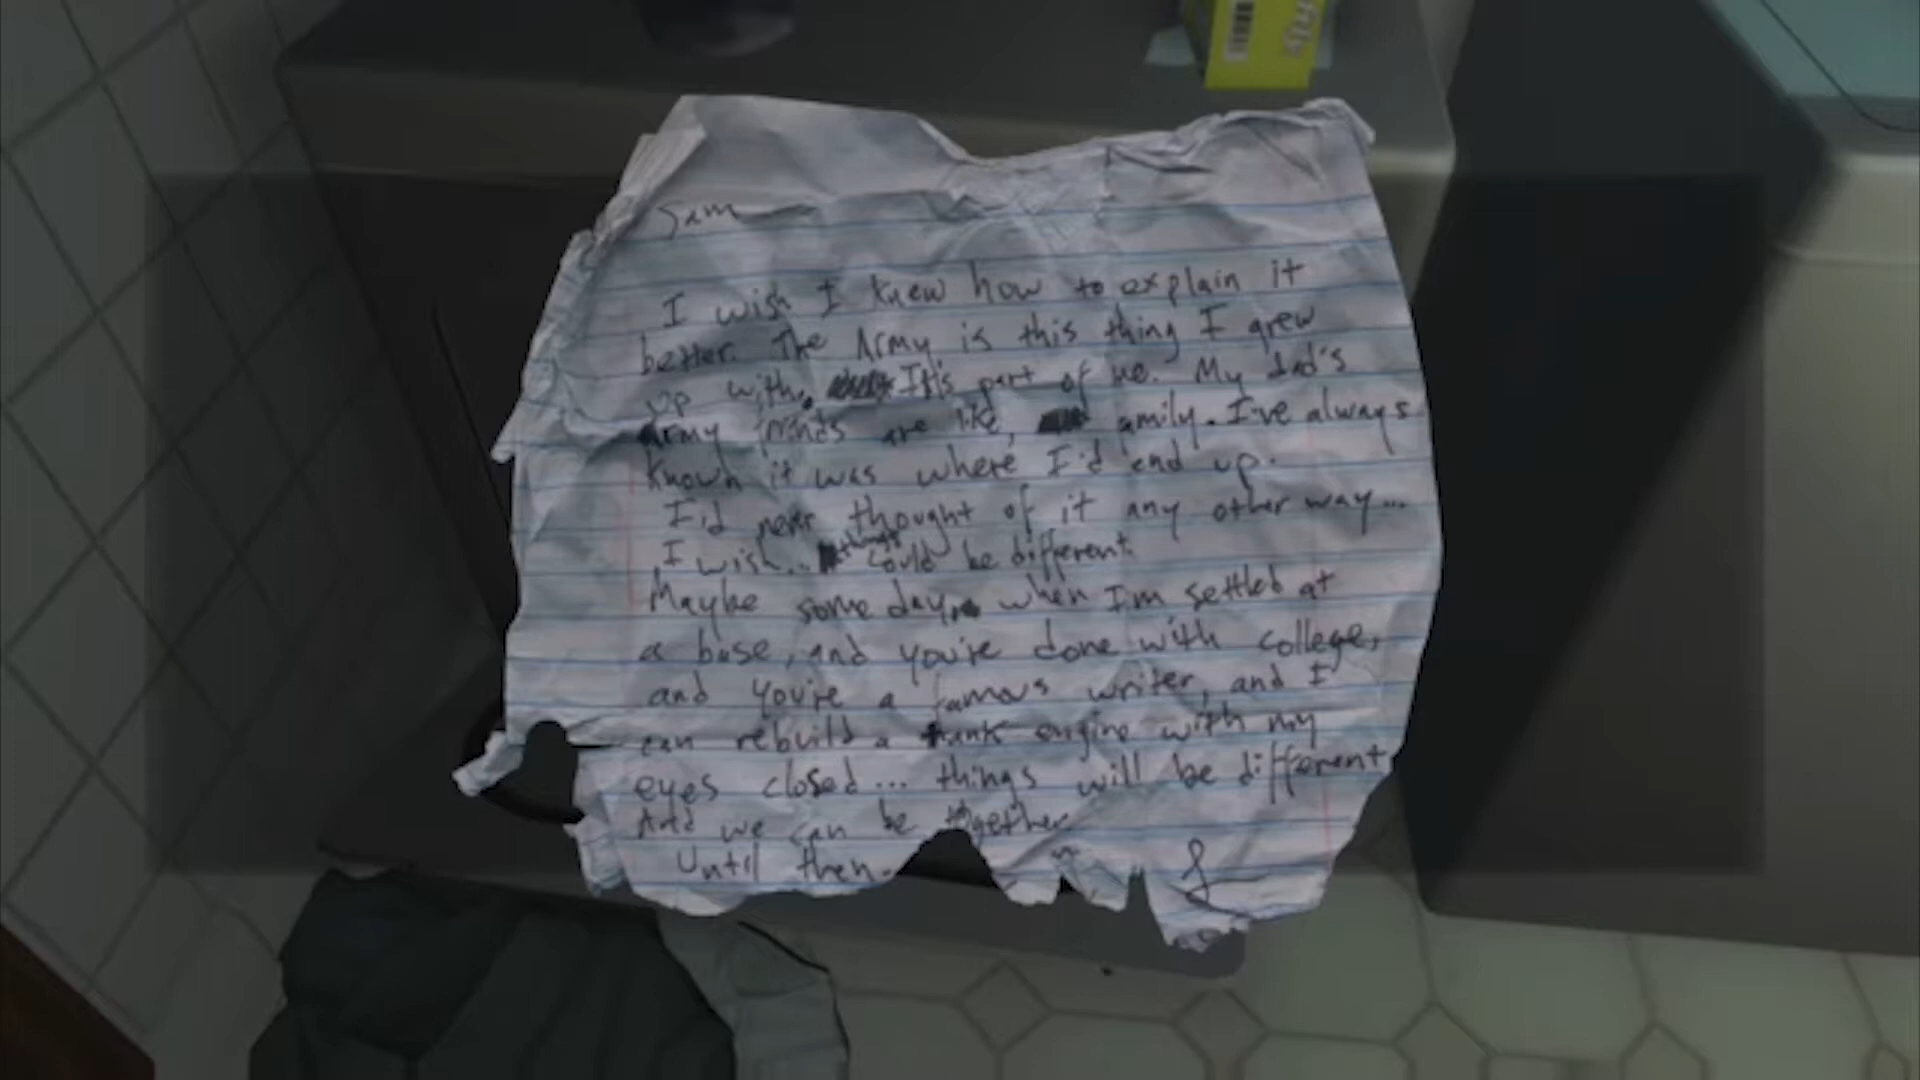 Sam
I wish I knew how to explain it
better. The Army is this thing I grew
up with. It's part of me. My dad's
Army friends are like, family. I've always
known it was where I'd end up.
I'd never thought of it any other way...
I wish... things could be different.
Maybe some day, when I'm settled at
a base, and you're done with college,
and you're a famous writer, and I
can rebuild a tank engine with my
eyes closed... things will be different
And we can be together
Until then.